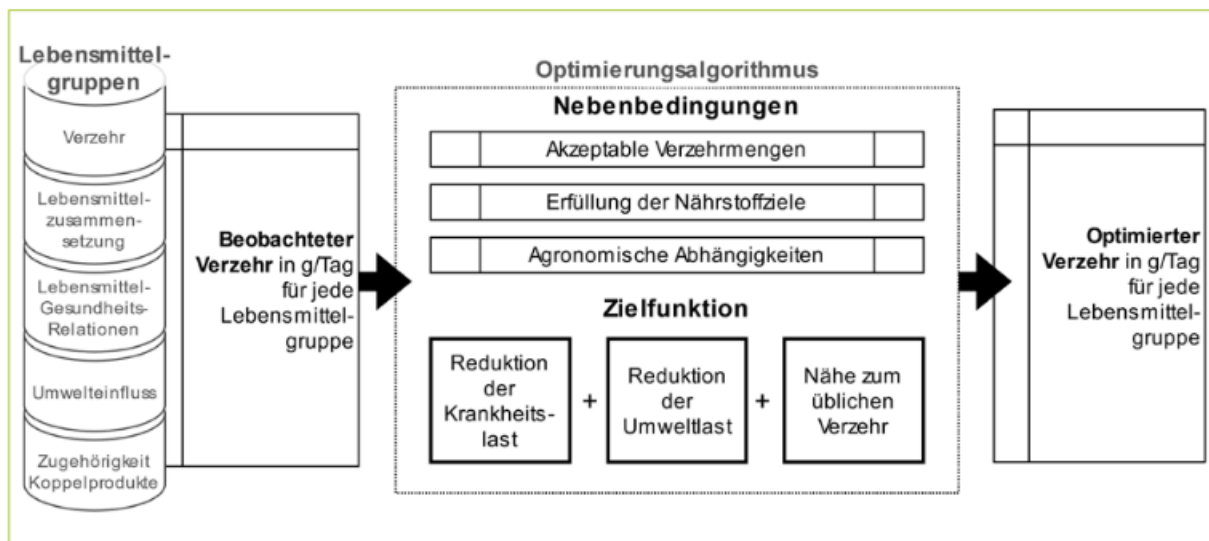 Lebensmittel-
gruppen
Verzehr
Lebensmittel-
zusammen-
setzung
Lebensmittel-
Gesundheits-
Relationen
Umwelteinfluss
Zugehörigkeit
Koppelprodukte
Beobachteter
Verzehr in g/Tag
für jede
Lebensmittel-
gruppe
Optimierungsalgorithmus
Nebenbedingungen
Akzeptable Verzehrmengen
Erfüllung der Nährstoffziele
Agronomische Abhängigkeiten
Zielfunktion
Reduktion
der
Krankheits-
last
+
Reduktion
der
Umweltlast
+
Nähe zum
üblichen
Verzehr
Optimierter
Verzehr in g/Tag
für jede
Lebensmittel-
gruppe